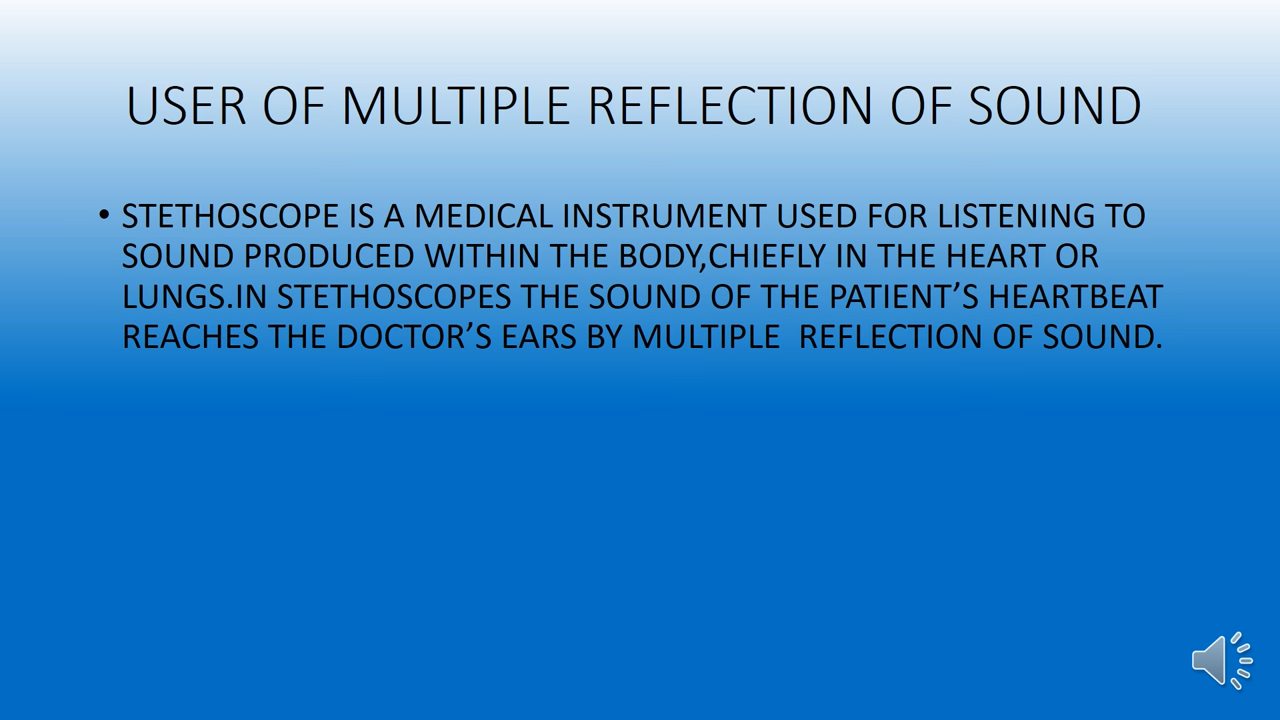 USER OF MULTIPLE REFLECTION OF SOUND
• STETHOSCOPE IS A MEDICAL INSTRUMENT USED FOR LISTENING TO
SOUND PRODUCED WITHIN THE BODY,CHIEFLY IN THE HEART OR
LUNGS.IN STETHOSCOPES THE SOUND OF THE PATIENT’S HEARTBEAT
REACHES THE DOCTOR’S EARS BY MULTIPLE  REFLECTION OF SOUND.